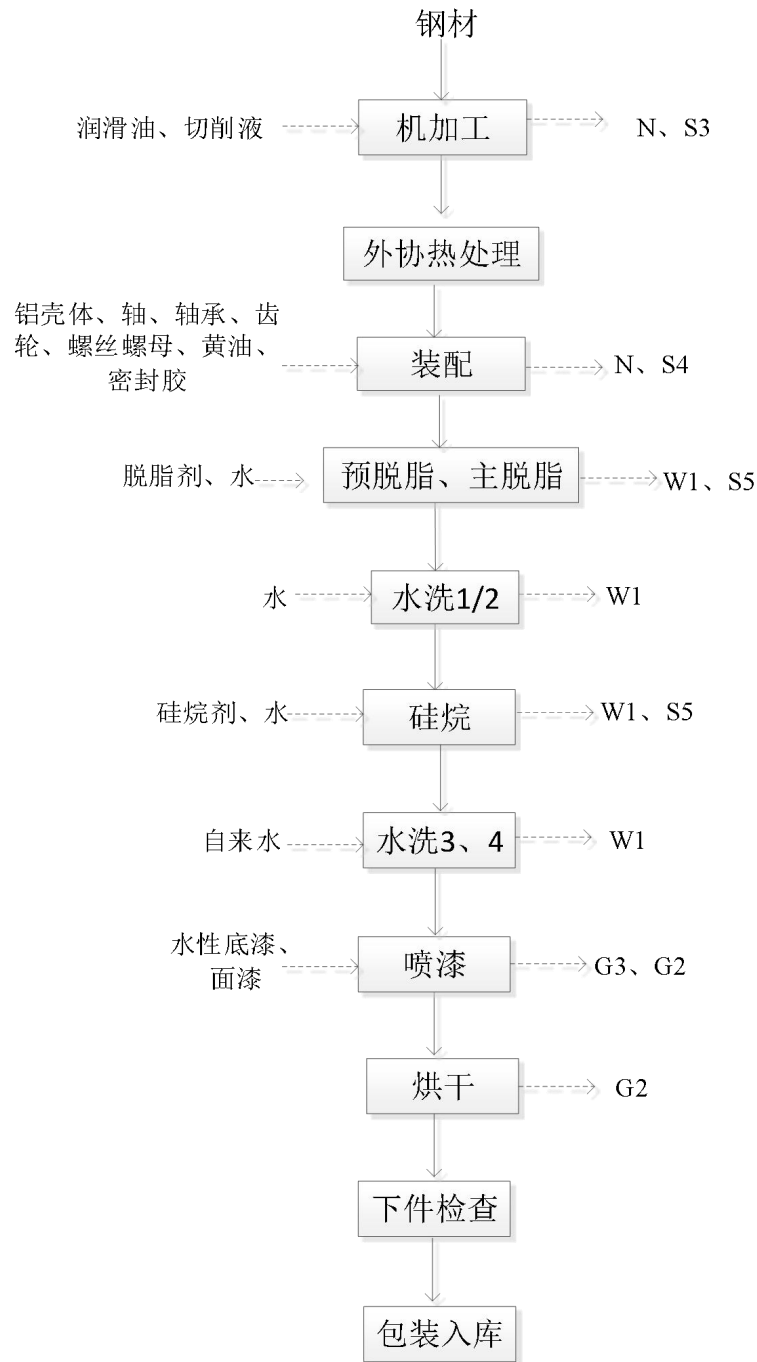 钢材
润滑油、切削液
机加工
N、S3
外协热处理
铝壳体、轴、轴承、齿
轮、螺丝螺母、黄油、
密封胶
装配
N、S4
脱脂剂、水
预脱脂、主脱脂
W1、S5
水
水洗1/2
W1
硅烷剂、水
硅烷
W1、S5
自来水
水洗3、4
W1
水性底漆、
面漆
喷漆
G3、G2
烘干
G2
下件检查
包装入库